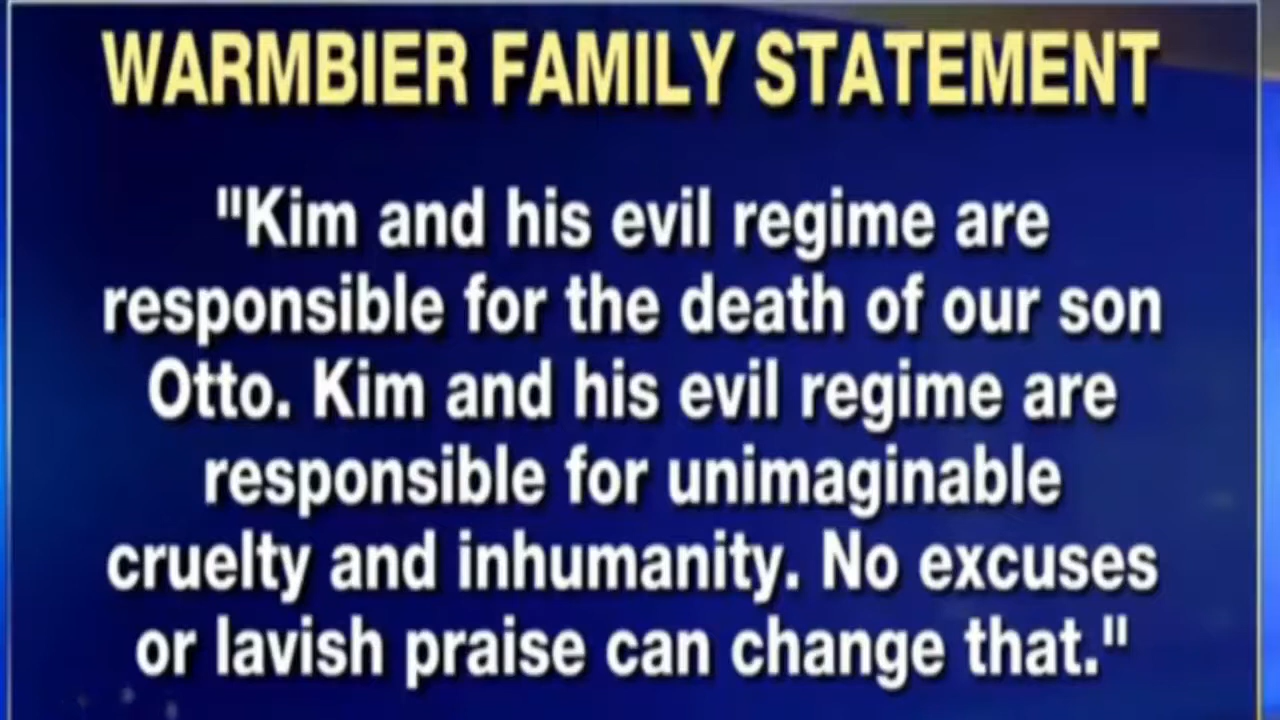 WARMBIER FAMILY STATEMENT
"Kim and his evil regime are
responsible for the death of our son
Otto. Kim and his evil regime are
responsible for unimaginable
cruelty and inhumanity. No excuses
or lavish praise can change that."